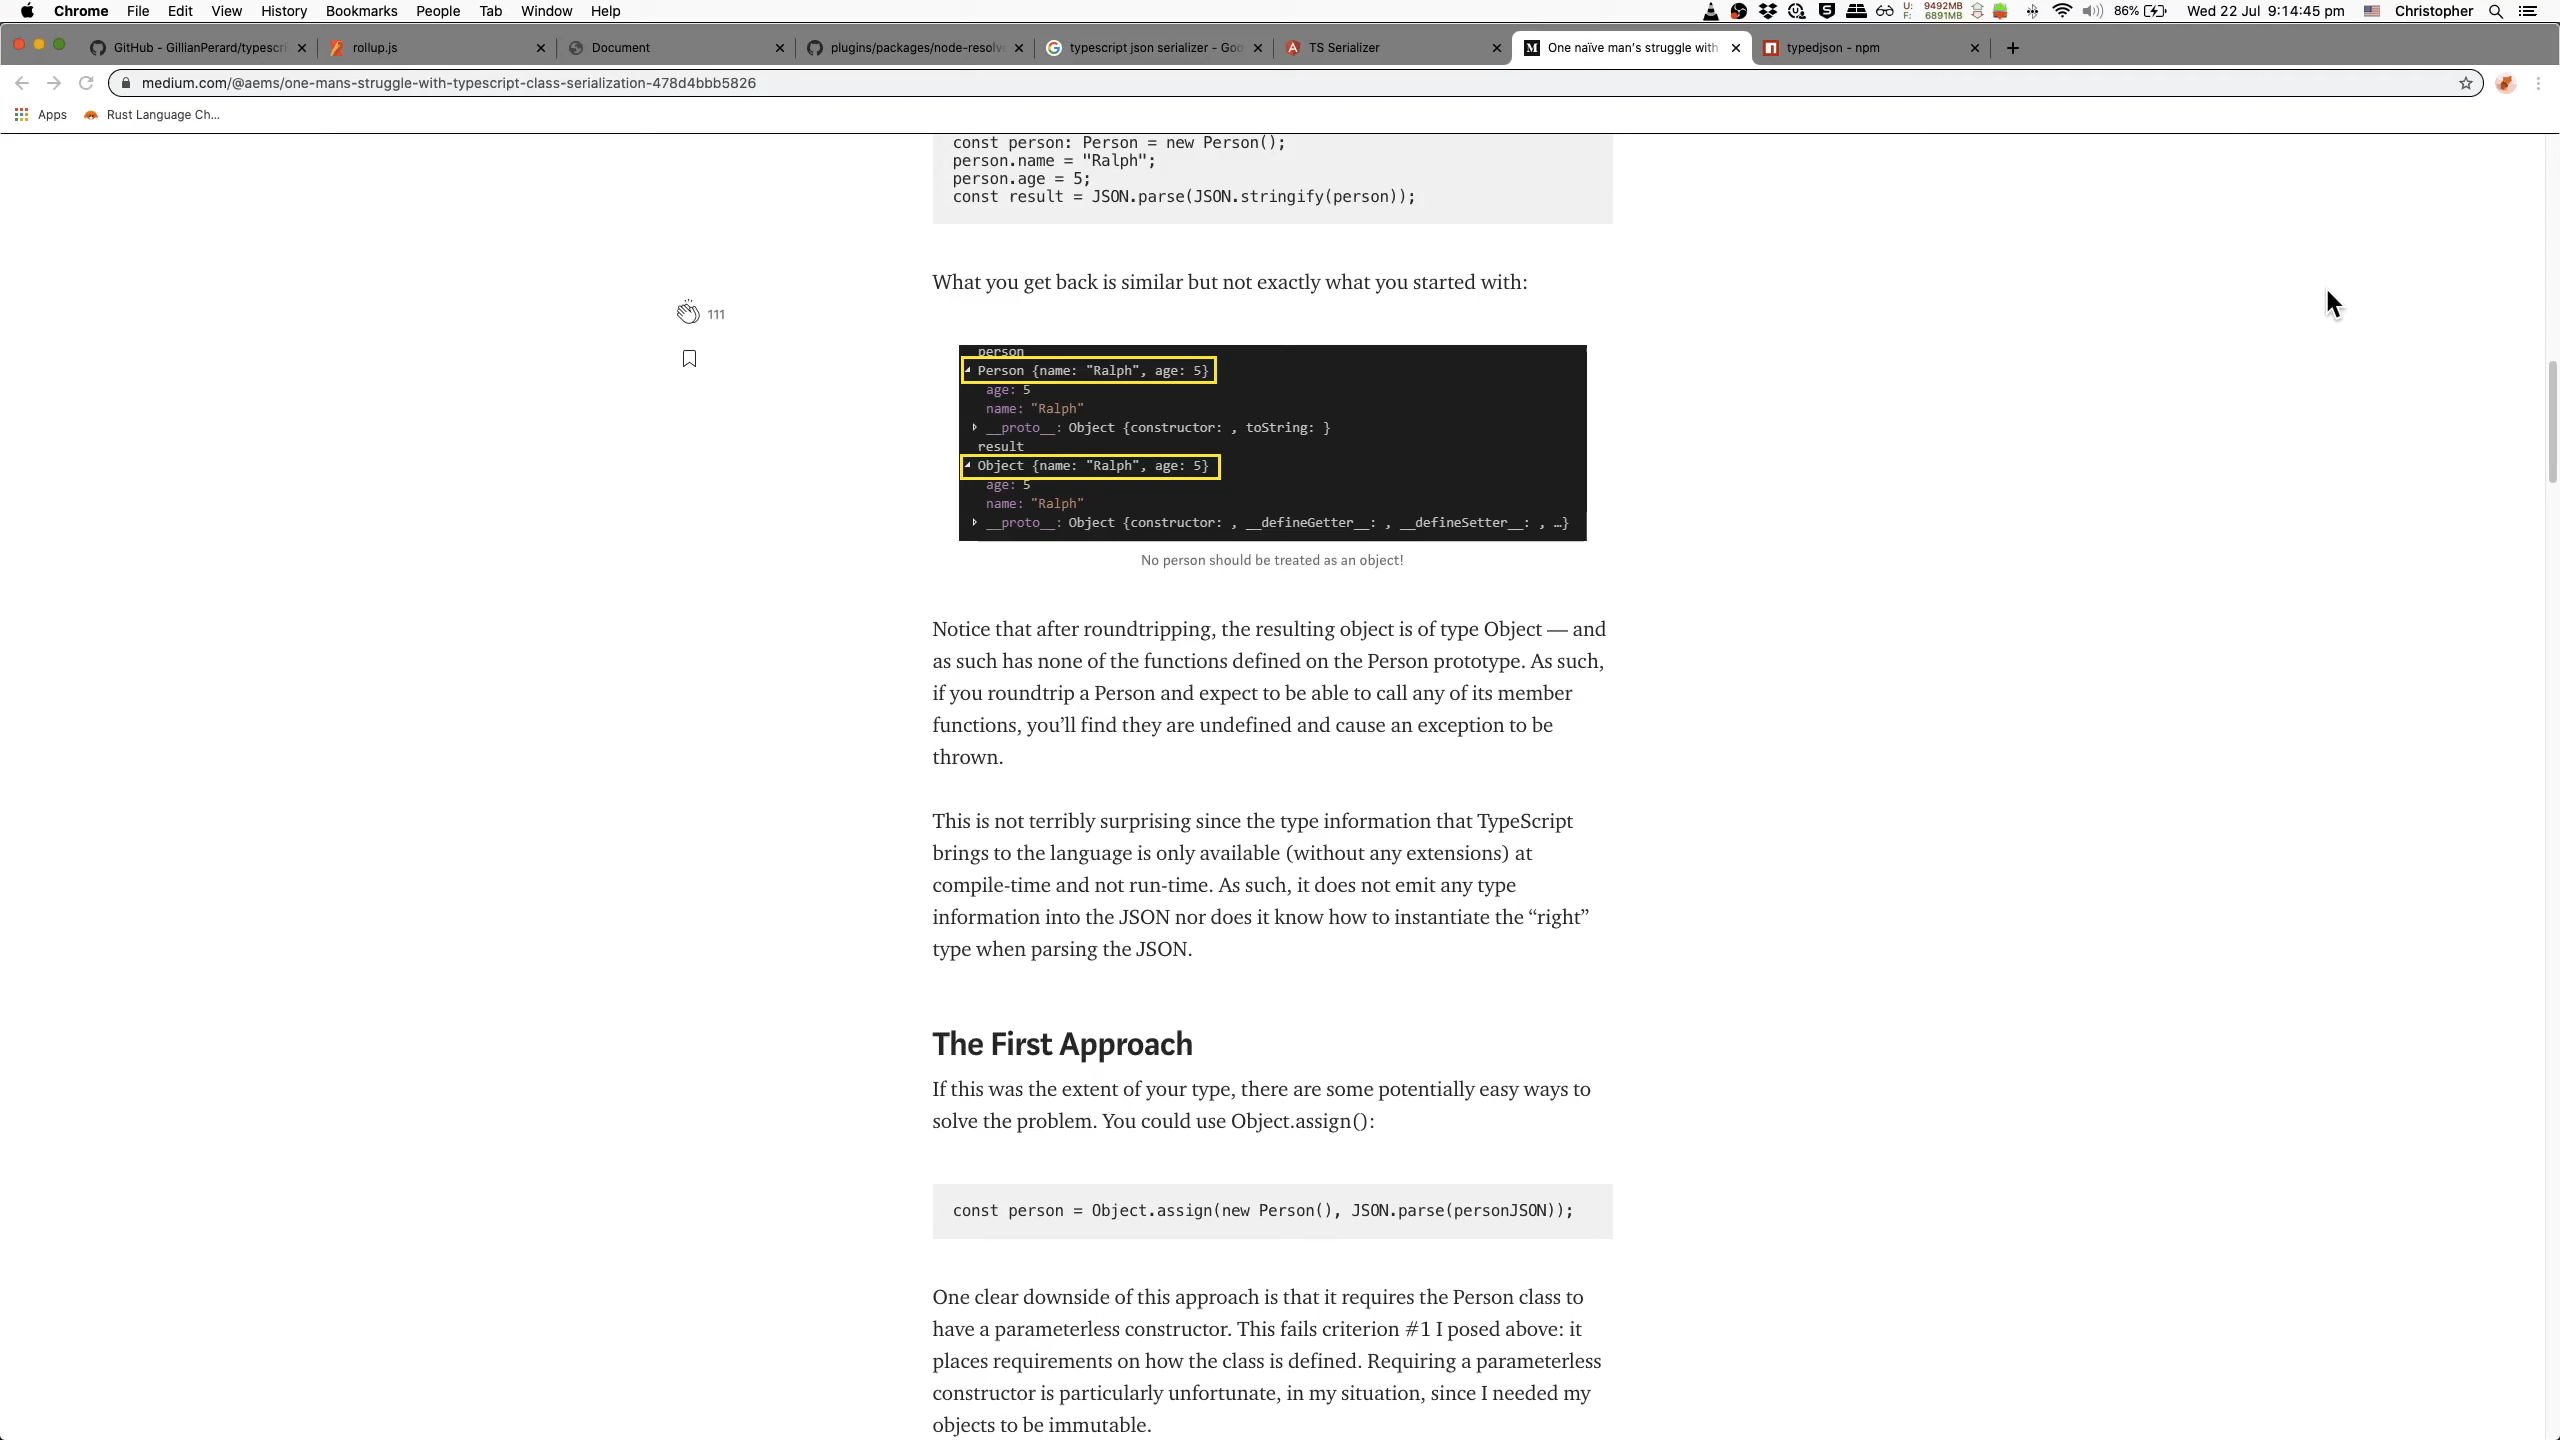 Chrome File Edit View History Bookmarks People Tab Window Help
U: 9492MB
F: 6891MB
86% Wed 22 Jul 9:14:45 pm Christopher
GitHub - GillianPerard/typescri
rollup.js
Document
plugins/packages/node-resolv
typescript json serializer - Goo
TS Serializer
One naïve man's struggle with
typedjson - npm
medium.com/@aems/one-mans-struggle-with-typescript-class-serialization-478d4bbb5826
Apps Rust Language Ch...
const person: Person = new Person();
person.name = "Ralph";
person.age = 5;
const result = JSON.parse(JSON.stringify(person));
What you get back is similar but not exactly what you started with:
111
person
Person {name: "Ralph", age: 5}
age: 5
name: "Ralph"
__proto__: Object {constructor: , toString: }
result
Object {name: "Ralph", age: 5}
age: 5
name: "Ralph"
__proto__: Object {constructor: , __defineGetter__: , __defineSetter__: , …}
No person should be treated as an object!
Notice that after roundtripping, the resulting object is of type Object — and
as such has none of the functions defined on the Person prototype. As such,
if you roundtrip a Person and expect to be able to call any of its member
functions, you’ll find they are undefined and cause an exception to be
thrown.
This is not terribly surprising since the type information that TypeScript
brings to the language is only available (without any extensions) at
compile-time and not run-time. As such, it does not emit any type
information into the JSON nor does it know how to instantiate the “right”
type when parsing the JSON.
The First Approach
If this was the extent of your type, there are some potentially easy ways to
solve the problem. You could use Object.assign():
const person = Object.assign(new Person(), JSON.parse(personJSON));
One clear downside of this approach is that it requires the Person class to
have a parameterless constructor. This fails criterion #1 I posed above: it
places requirements on how the class is defined. Requiring a parameterless
constructor is particularly unfortunate, in my situation, since I needed my
objects to be immutable.